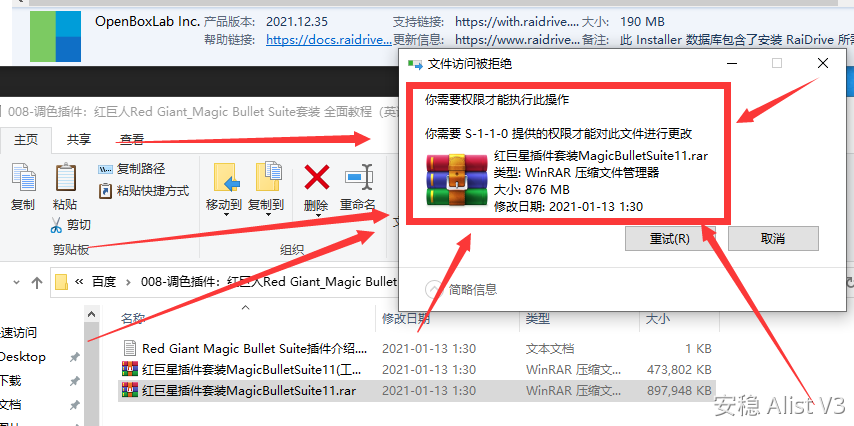 OpenBoxLab Inc.
产品版本: 2021.12.35
支持链接: https://with.raidrive....
大小: 190 MB
帮助链接: https://docs.raidrive...
更新信息: https://www.raidrive...
备注: 此 Installer 数据库包含了安装 RaiDrive 所需
文件访问被拒绝
你需要权限才能执行此操作
你需要 S-1-1-0 提供的权限才能对此文件进行更改
红巨星插件套装MagicBulletSuite11.rar
类型: WinRAR 压缩文件管理器
大小: 876 MB
修改日期: 2021-01-13 1:30
重试(R)
取消
简略信息
008-调色插件：红巨人Red Giant_Magic Bullet Suite套装 全面教程（英语
主页
共享
查看
复制
粘贴
复制路径
粘贴快捷方式
剪切
剪贴板
移动到
复制到
删除
重命名
组织
« 百度 › 008-调色插件：红巨人Red Giant_Magic Bullet
名称
修改日期
类型
大小
速访问
Desktop
下载
文档
Red Giant Magic Bullet Suite插件介绍....
2021-01-13 1:30
文本文档
1 KB
红巨星插件套装MagicBulletSuite11(工...
2021-01-13 1:30
WinRAR 压缩文...
473,802 KB
红巨星插件套装MagicBulletSuite11.rar
2021-01-13 1:30
WinRAR 压缩文...
897,948 KB
安稳 Alist V3